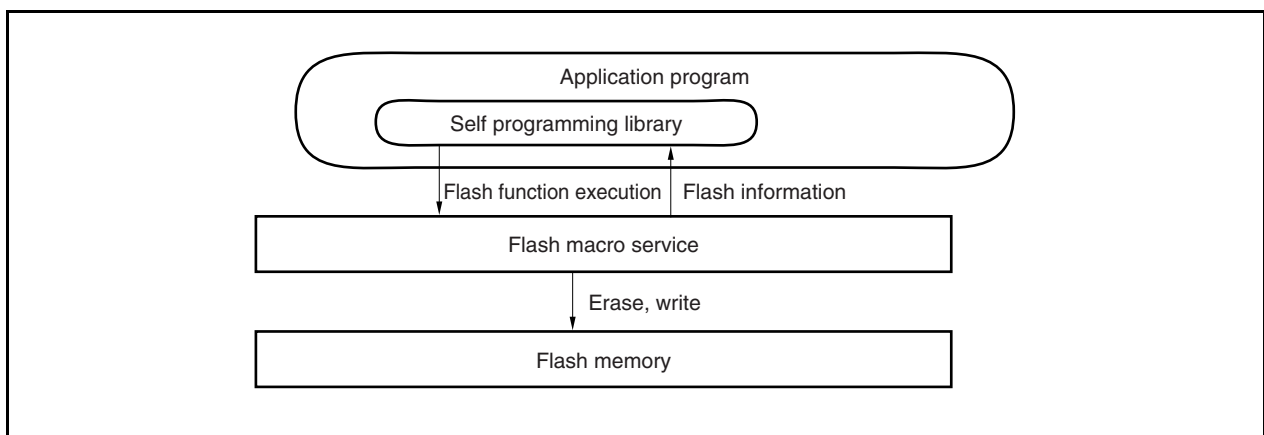 Application program
Self programming library
Flash function execution
Flash information
Flash macro service
Erase, write
Flash memory